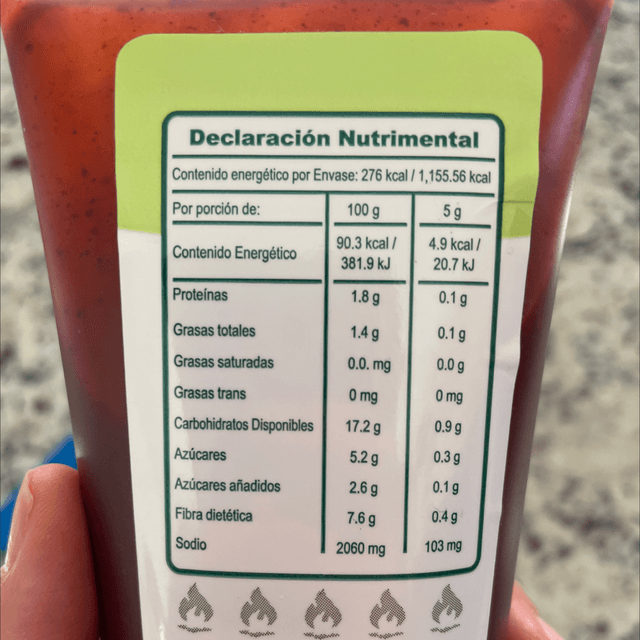 Declaración Nutrimental
Contenido energético por Envase: 276 kcal / 1,155.56 kcal
Por porción de: 100 g 5 g
Contenido Energético 90.3 kcal / 381.9 kJ 4.9 kcal / 20.7 kJ
Proteínas 1.8 g 0.1 g
Grasas totales 1.4 g 0.1 g
Grasas saturadas 0.0. mg 0.0 g
Grasas trans 0 mg 0 mg
Carbohidratos Disponibles 17.2 g 0.9 g
Azúcares 5.2 g 0.3 g
Azúcares añadidos 2.6 g 0.1 g
Fibra dietética 7.6 g 0.4 g
Sodio 2060 mg 103 mg